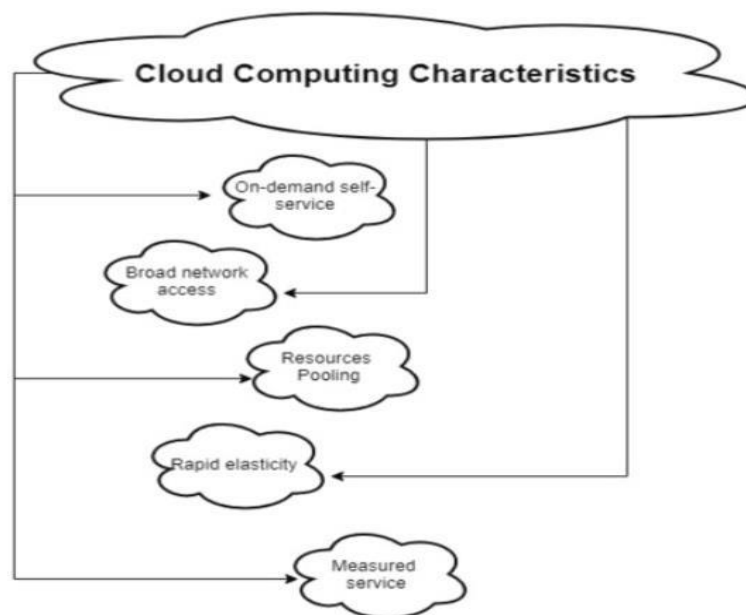 Cloud Computing Characteristics
On-demand self-
service
Broad network
access
Resources
Pooling
Rapid elasticity
Measured
service